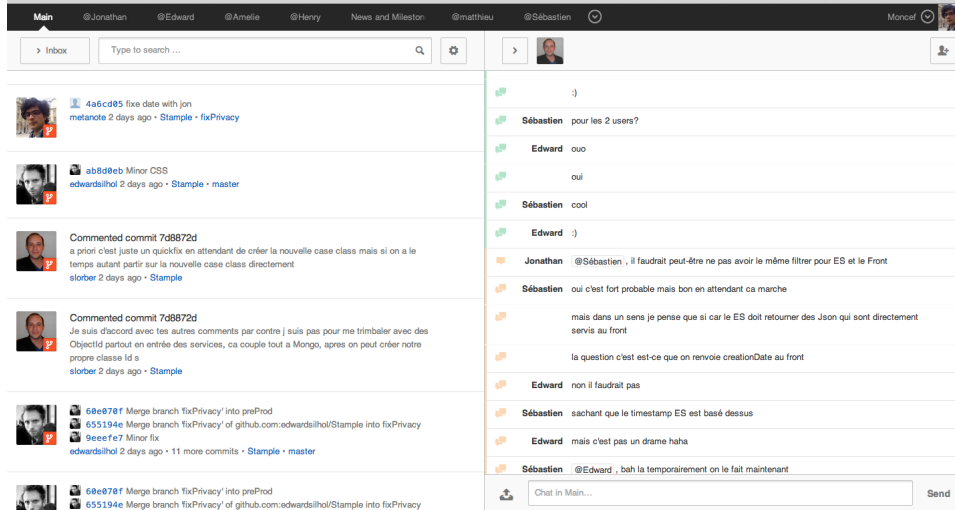 Main @Jonathan @Edward @Amelie @Henry News and Mileston @matthieu @Sébastien Moncef
Inbox
Type to search ...
4a6cd05 fixe date with jon
metanote 2 days ago • Stample • fixPrivacy
ab8d0eb Minor CSS
edwardsilhol 2 days ago • Stample • master
Commented commit 7d8872d
a priori c'est juste un quickfix en attendant de créer la nouvelle case class mais si on a le
temps autant partir sur la nouvelle case class directement
slorber 2 days ago • Stample
Commented commit 7d8872d
Je suis d'accord avec tes autres comments par contre j suis pas pour me trimbaler avec des
ObjectId partout en entrée des services, ca couple tout a Mongo, apres on peut créer notre
propre classe Id s
slorber 2 days ago • Stample
60e070f Merge branch 'fixPrivacy' into preProd
655194e Merge branch 'fixPrivacy' of github.com:edwardsilhol/Stample into fixPrivacy
9eeefe7 Minor fix
edwardsilhol 2 days ago • 11 more commits • Stample • master
60e070f Merge branch 'fixPrivacy' into preProd
655194e Merge branch 'fixPrivacy' of github.com:edwardsilhol/Stample into fixPrivacy
:)
Sébastien pour les 2 users?
Edward ouo
oui
Sébastien cool
Edward :)
Jonathan @Sébastien , il faudrait peut-être ne pas avoir le même filtrer pour ES et le Front
Sébastien oui c'est fort probable mais bon en attendant ca marche
mais dans un sens je pense que si car le ES doit retourner des Json qui sont directement
servis au front
la question c'est est-ce que on renvoie creationDate au front
Edward non il faudrait pas
Sébastien sachant que le timestamp ES est basé dessus
Edward mais c'est pas un drame haha
Sébastien @Edward , bah la temporairement on le fait maintenant
Chat in Main...
Send